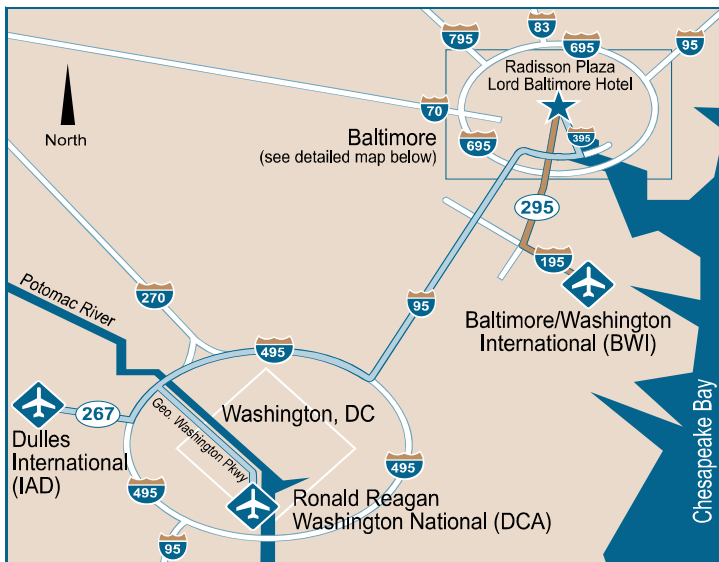 83
795
695
95
Radisson Plaza
Lord Baltimore Hotel
70
North
Baltimore
(see detailed map below)
695
395
295
195
Potomac River
270
95
Baltimore/Washington
International (BWI)
495
267
Geo. Washington Pkwy
Washington, DC
Dulles
International
(IAD)
495
495
Ronald Reagan
Washington National (DCA)
95
Chesapeake Bay